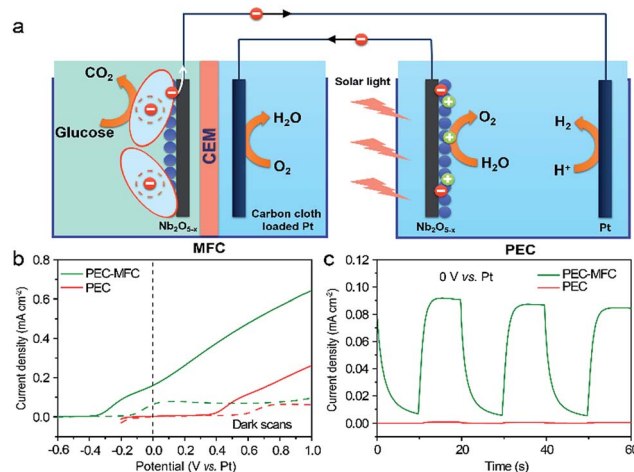 a
CO₂
Glucose
Nb₂O₅₋ₓ
CEM
H₂O
O₂
Carbon cloth
loaded Pt
MFC
Solar light
Nb₂O₅₋ₓ
O₂
H₂O
H₂
H⁺
Pt
PEC
b
PEC-MFC
PEC
Dark scans
Current density (mA cm⁻²)
0.8
0.6
0.4
0.2
0.0
-0.6 -0.4 -0.2 0.0 0.2 0.4 0.6 0.8 1.0
Potential (V vs. Pt)
c
0 V vs. Pt
PEC-MFC
PEC
Current density (mA cm⁻²)
0.12
0.10
0.08
0.06
0.04
0.02
0.00
0 20 40 60
Time (s)